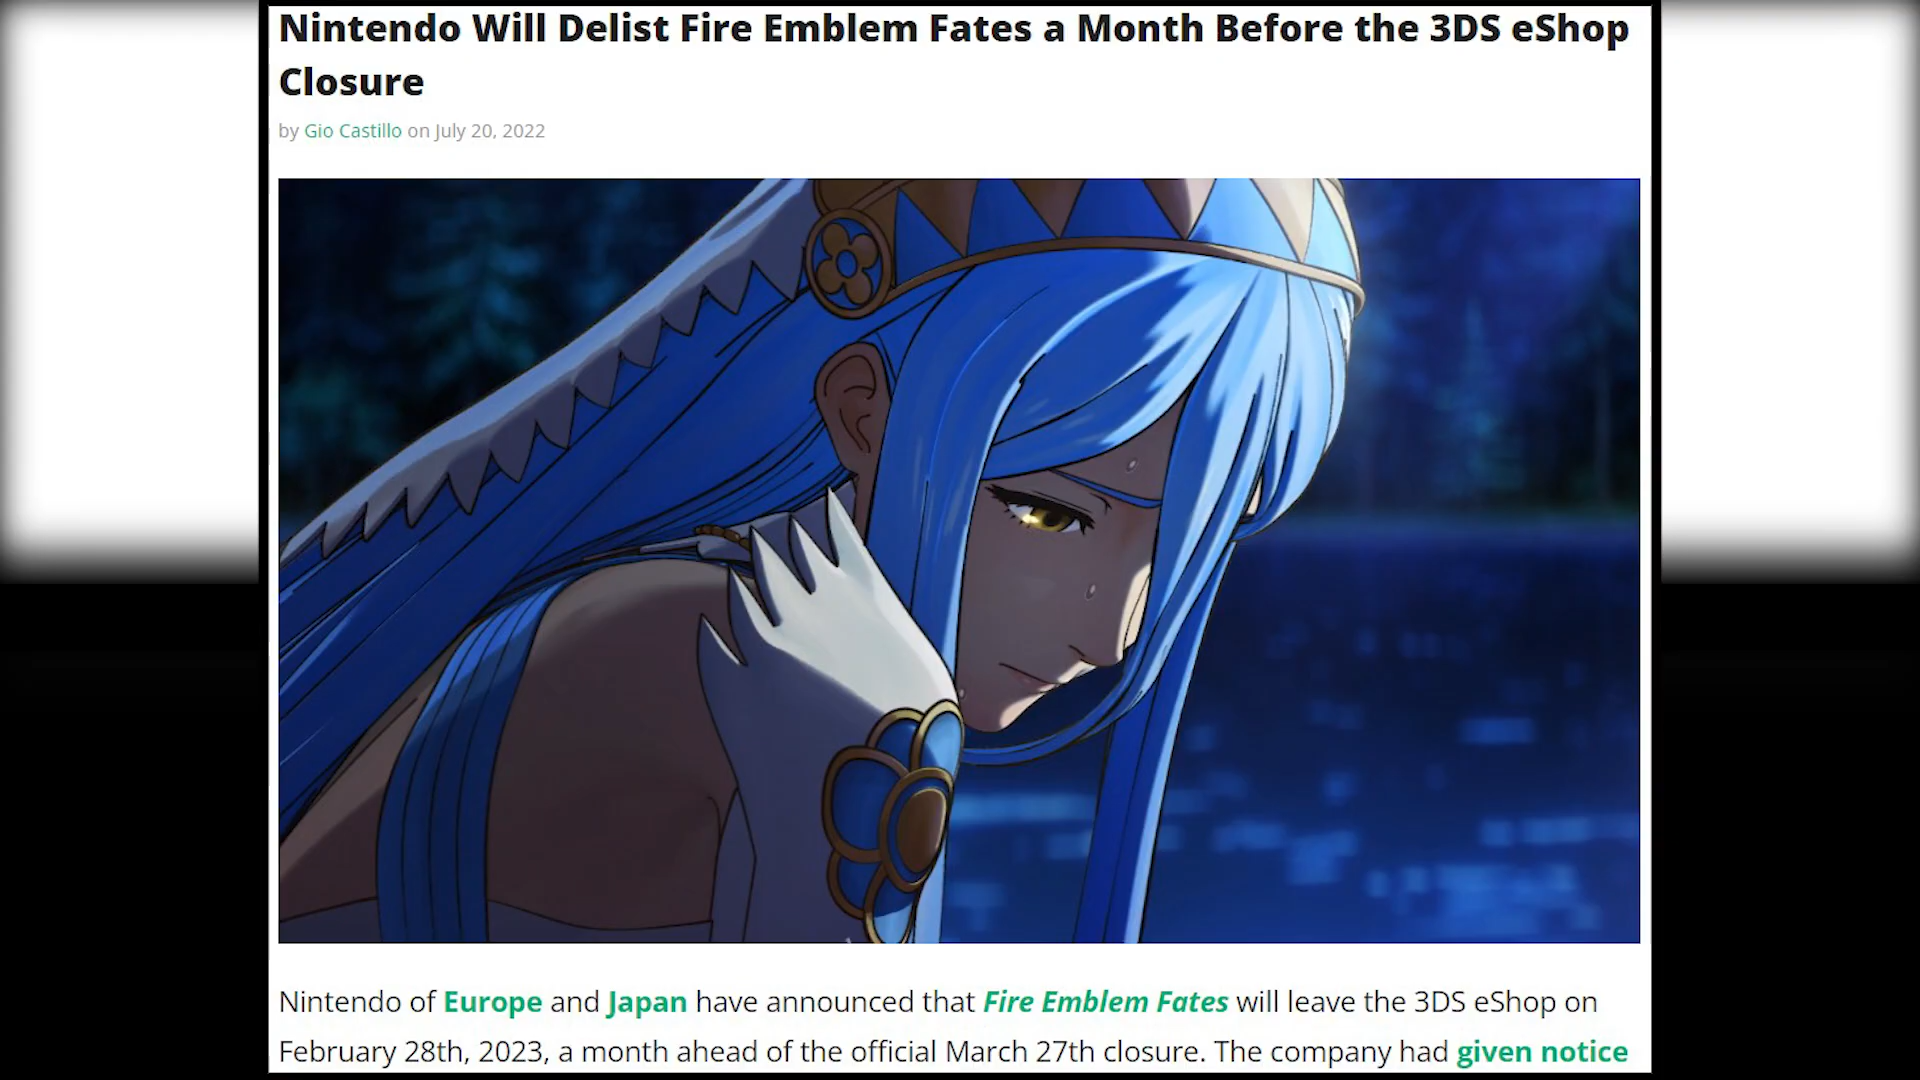 Nintendo Will Delist Fire Emblem Fates a Month Before the 3DS eShop
Closure
by Gio Castillo on July 20, 2022
Nintendo of Europe and Japan have announced that Fire Emblem Fates will leave the 3DS eShop on
February 28th, 2023, a month ahead of the official March 27th closure. The company had given notice